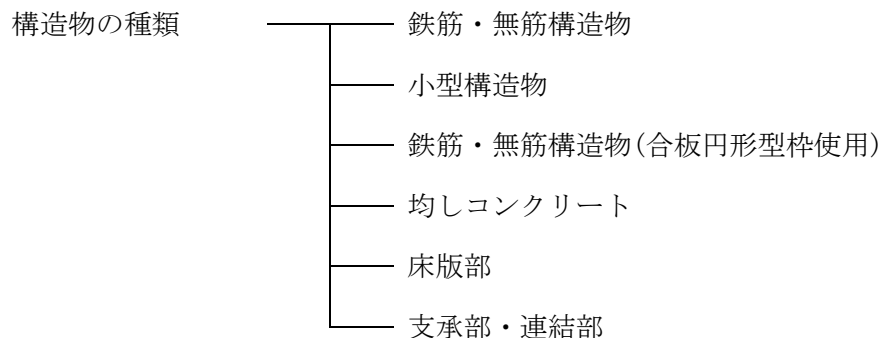 構造物の種類
鉄筋・無筋構造物
小型構造物
鉄筋・無筋構造物(合板円形型枠使用)
均しコンクリート
床版部
支承部・連結部